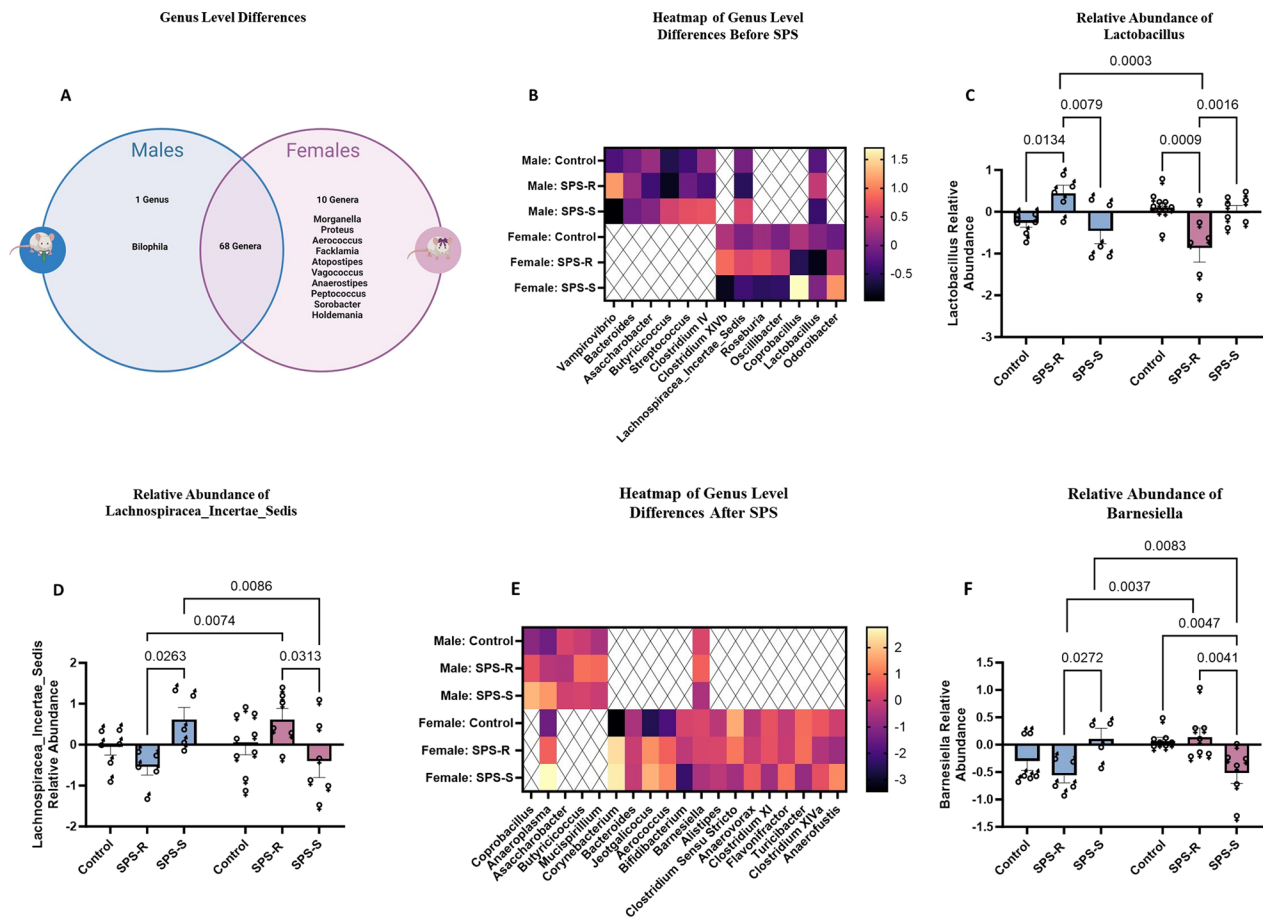 Genus Level Differences
A
Males
Females
1 Genus
Bilophila
68 Genera
10 Genera
Morganella
Proteus
Aerococcus
Facklamia
Atopostipes
Vagococcus
Anaerostipes
Peptococcus
Sorobacter
Holdemania
Heatmap of Genus Level
Differences Before SPS
B
Male: Control
Male: SPS-R
Male: SPS-S
Female: Control
Female: SPS-R
Female: SPS-S
1.5
1.0
0.5
0
-0.5
Vampirovibrio
Bacteroides
Asaccharobacter
Butyricicoccus
Streptococcus
Clostridium IV
Clostridium XIVb
Lachnospiracea_Incertae_Sedis
Roseburia
Oscillibacter
Coprobacillus
Lactobacillus
Odoroibacter
Relative Abundance of
Lactobacillus
C
0.0003
0.0079
0.0016
0.0134
0.0009
Lactobacillus Relative
Abundance
1
0
-1
-2
-3
Control
SPS-R
SPS-S
Control
SPS-R
SPS-S
Relative Abundance of
Lachnospiracea_Incertae_Sedis
D
0.0086
0.0074
0.0263
0.0313
Lachnospiracea_Incertae_Sedis
Relative Abundance
2
1
0
-1
-2
Control
SPS-R
SPS-S
Control
SPS-R
SPS-S
Heatmap of Genus Level
Differences After SPS
E
Male: Control
Male: SPS-R
Male: SPS-S
Female: Control
Female: SPS-R
Female: SPS-S
2
1
0
-1
-2
-3
Coprobacillus
Anaeroplasma
Asaccharobacter
Butyricicoccus
Mucispirillum
Corynebacterium
Bacteroides
Jeotgalicocus
Aerococcus
Bifidibacterium
Barnesiella
Alistipes
Clostridium Sensu Stricto
Anaerovorax
Clostridium XI
Flavonifractor
Turicibacter
Clostridium XIVa
Anaerofustis
Relative Abundance of
Barnesiella
F
0.0083
0.0037
0.0047
0.0272
0.0041
Barnesiella Relative
Abundance
1.5
1.0
0.5
0.0
-0.5
-1.0
-1.5
Control
SPS-R
SPS-S
Control
SPS-R
SPS-S